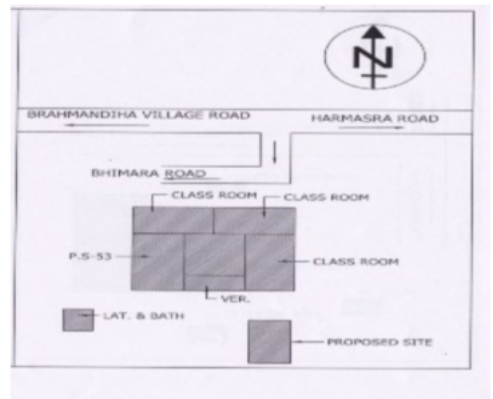 N
BRAHMANDIHA VILLAGE ROAD HARMASRA ROAD
BHIMARA ROAD
CLASS ROOM CLASS ROOM
P.S-53 CLASS ROOM
VER.
LAT. & BATH
PROPOSED SITE